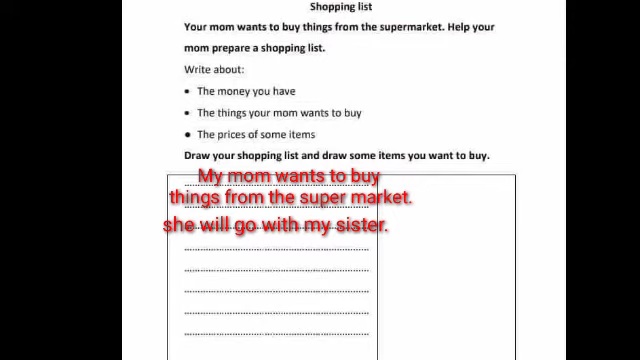 Shopping list
Your mom wants to buy things from the supermarket. Help your
mom prepare a shopping list.
Write about:
• The money you have
• The things your mom wants to buy
• The prices of some items
Draw your shopping list and draw some items you want to buy.
My mom wants to buy
things from the super market.
she will go with my sister.